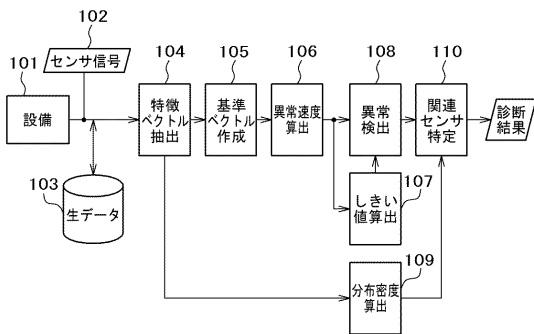 102
センサ信号
101
設備
103
生データ
104
特徴
ベクトル
抽出
105
基準
ベクトル
作成
106
異常速度
算出
108
異常
検出
110
関連
センサ
特定
診断
結果
しきい
値算出
107
109
分布密度
算出